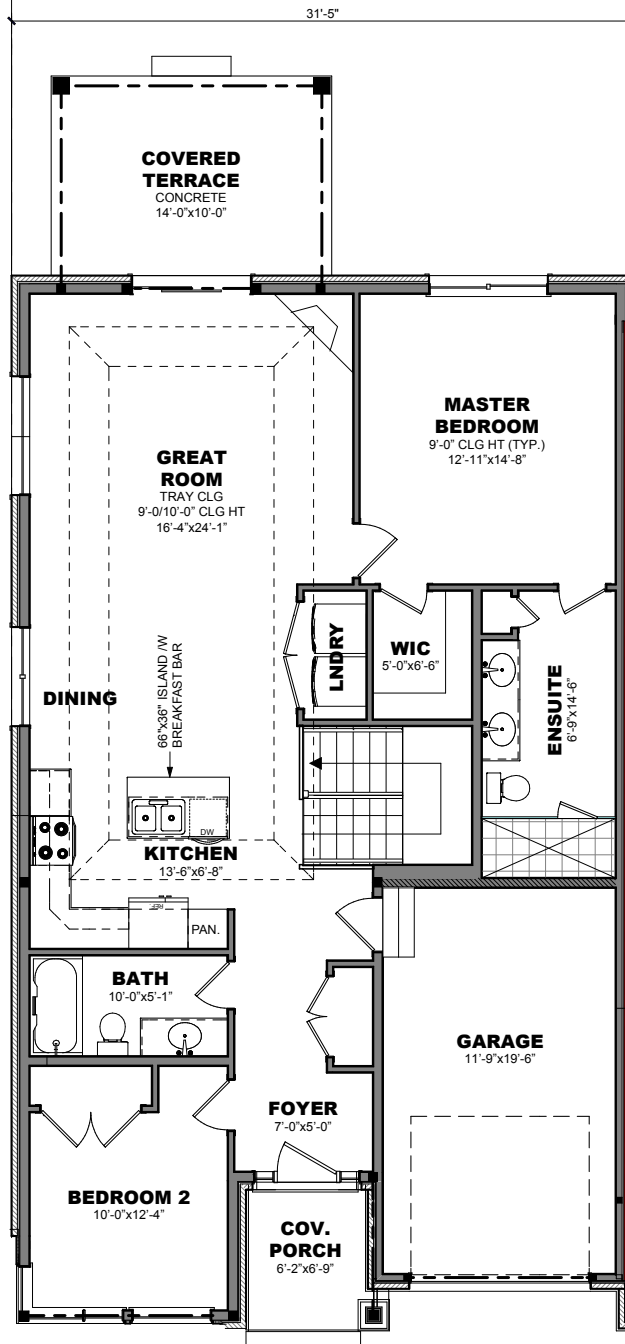 31'-5"
COVERED
TERRACE
CONCRETE
14'-0"x10'-0"
MASTER
BEDROOM
9'-0" CLG HT (TYP.)
12'-11"x14'-8"
GREAT
ROOM
TRAY CLG
9'-0/10'-0" CLG HT
16'-4"x24'-1"
LNDRY
WIC
5'-0"x6'-6"
ENSUITE
6'-9"x14'-6"
DINING
66"x36" ISLAND /W
BREAKFAST BAR
DW
KITCHEN
13'-6"x6'-8"
REF.
PAN.
BATH
10'-0"x5'-1"
GARAGE
11'-9"x19'-6"
FOYER
7'-0"x5'-0"
BEDROOM 2
10'-0"x12'-4"
COV.
PORCH
6'-2"x6'-9"